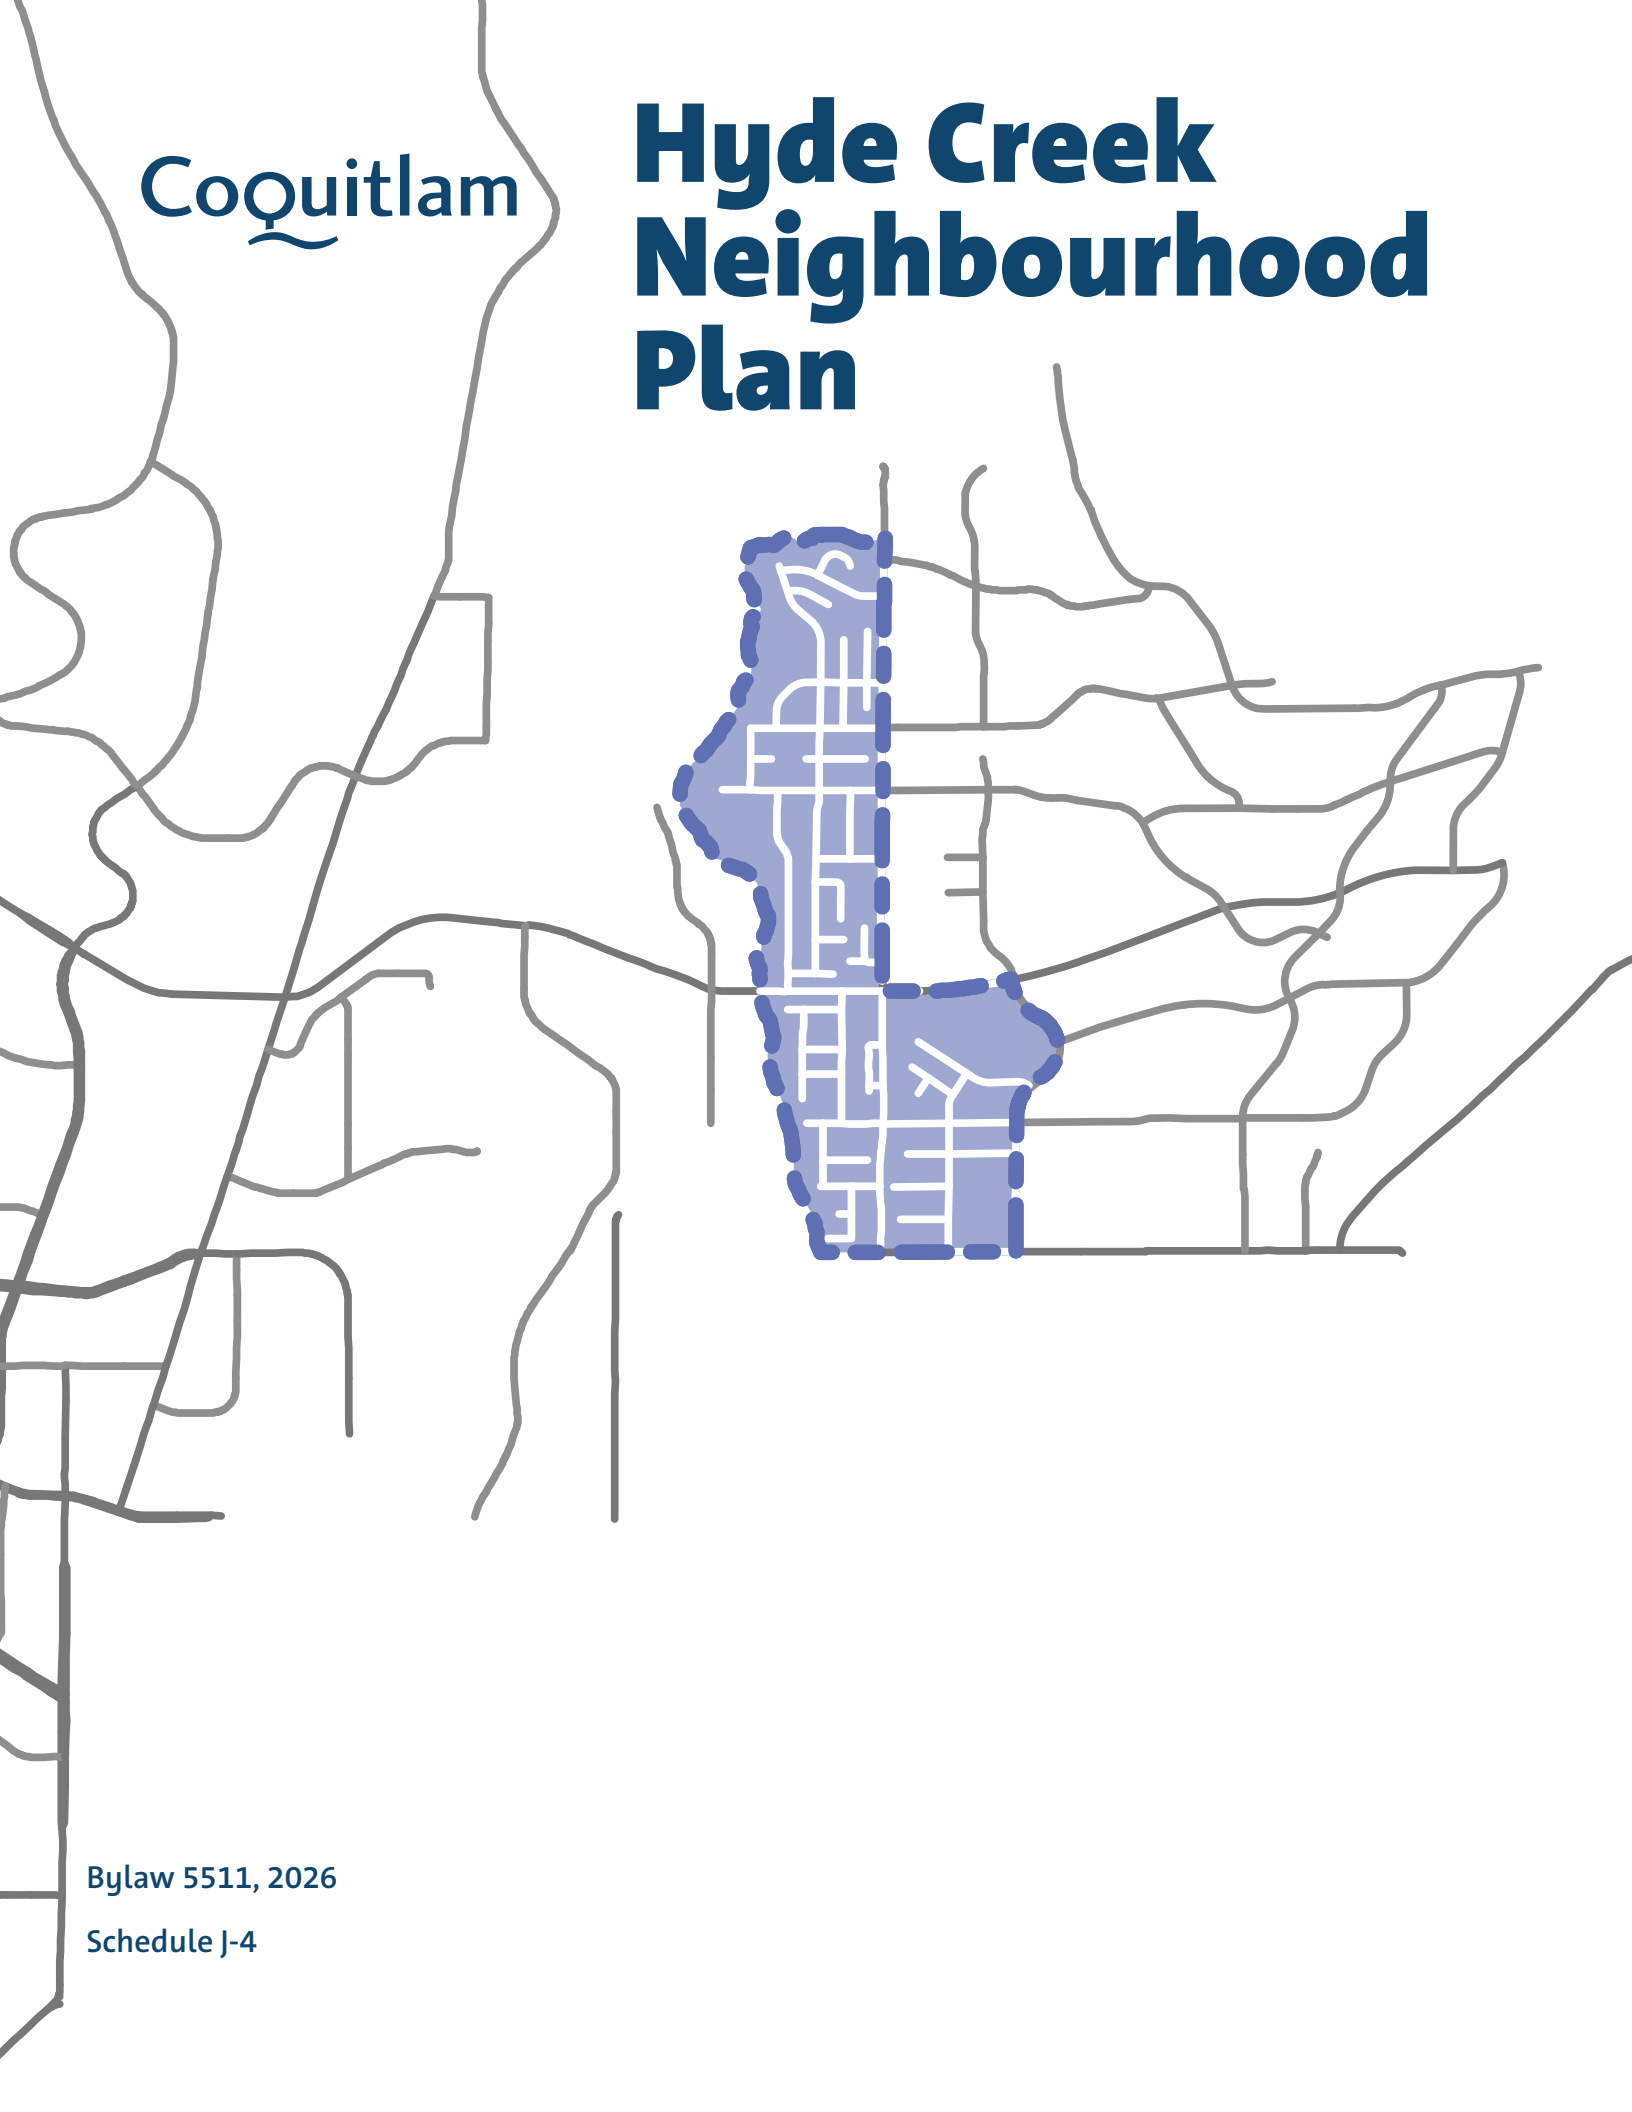 Coquitlam
Hyde Creek
Neighbourhood
Plan
Bylaw 5511, 2026
Schedule J-4